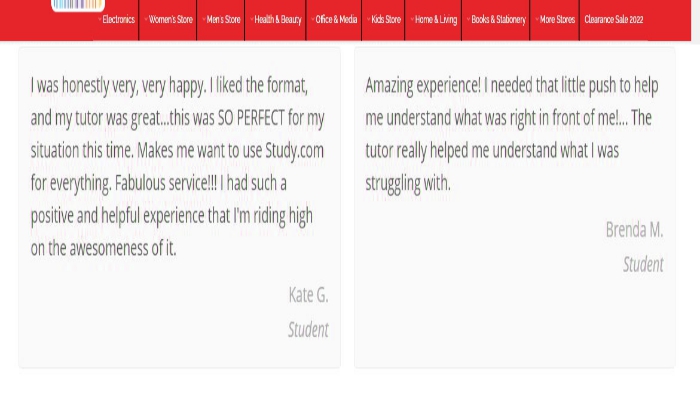 Electronics Women's Store Men's Store Health & Beauty Office & Media Kids Store Home & Living Books & Stationery More Stores Clearance Sale 2022
I was honestly very, very happy. I liked the format,
and my tutor was great...this was SO PERFECT for my
situation this time. Makes me want to use Study.com
for everything. Fabulous service!!! I had such a
positive and helpful experience that I'm riding high
on the awesomeness of it.
Kate G.
Student
Amazing experience! I needed that little push to help
me understand what was right in front of me!... The
tutor really helped me understand what I was
struggling with.
Brenda M.
Student